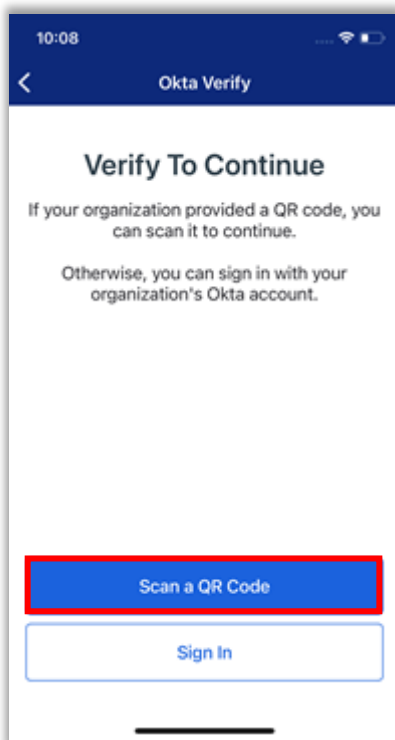 10:08
Okta Verify
Verify To Continue
If your organization provided a QR code, you
can scan it to continue.
Otherwise, you can sign in with your
organization's Okta account.
Scan a QR Code
Sign In